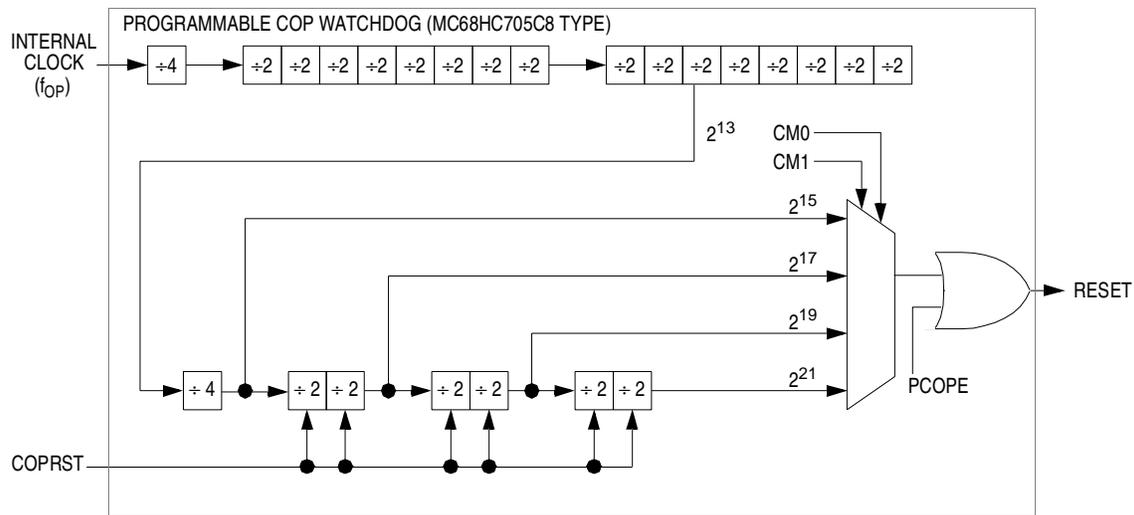 PROGRAMMABLE COP WATCHDOG (MC68HC705C8 TYPE)
INTERNAL
CLOCK
(fOP)
÷4
÷2 ÷2 ÷2 ÷2 ÷2 ÷2 ÷2 ÷2
÷2 ÷2 ÷2 ÷2 ÷2 ÷2 ÷2 ÷2
2^13
CM0
CM1
2^15
2^17
2^19
2^21
RESET
PCOPE
÷ 4
÷ 2 ÷ 2
÷ 2 ÷ 2
÷ 2 ÷ 2
COPRST